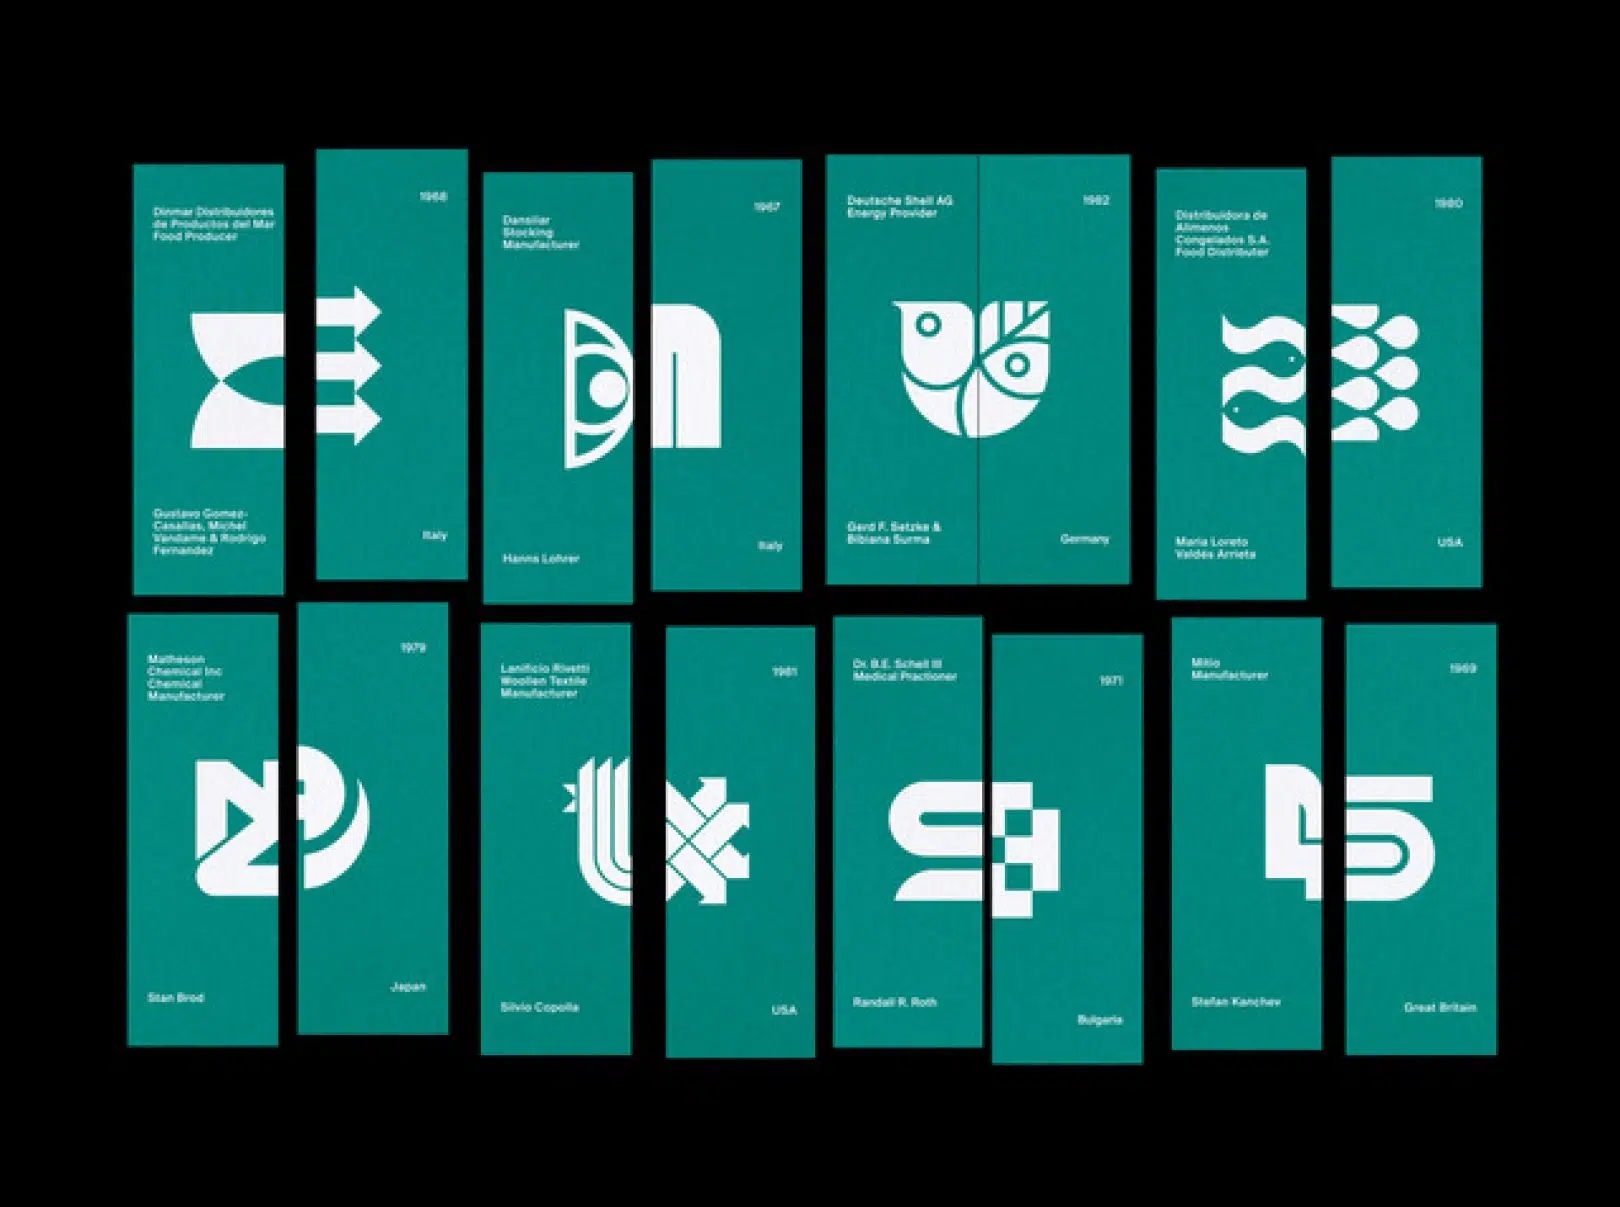 Dinmar Distribuidores
de Productos del Mar
Food Producer
Gustavo Gomez-
Casallas, Michel
Vandame & Rodrigo
Fernandez
1968
Italy
Dansilar
Stocking
Manufacturer
Hanns Lohrer
1967
Italy
Deutsche Shell AG
Energy Provider
Gerd F. Setzke &
Bibiana Surma
1982
Germany
Distribuidora de
Alimenos
Congelados S.A.
Food Distributer
Maria Loreto
Valdes Arrieta
1980
USA
Matheson
Chemical Inc
Chemical
Manufacturer
Stan Brod
1979
Japan
Lanificio Rivetti
Woollen Textile
Manufacturer
Silvio Copolla
1981
USA
Dr. B.E. Schell III
Medical Practioner
Randall R. Roth
1971
Bulgaria
Mitio
Manufacturer
Stefan Kanchev
1969
Great Britain